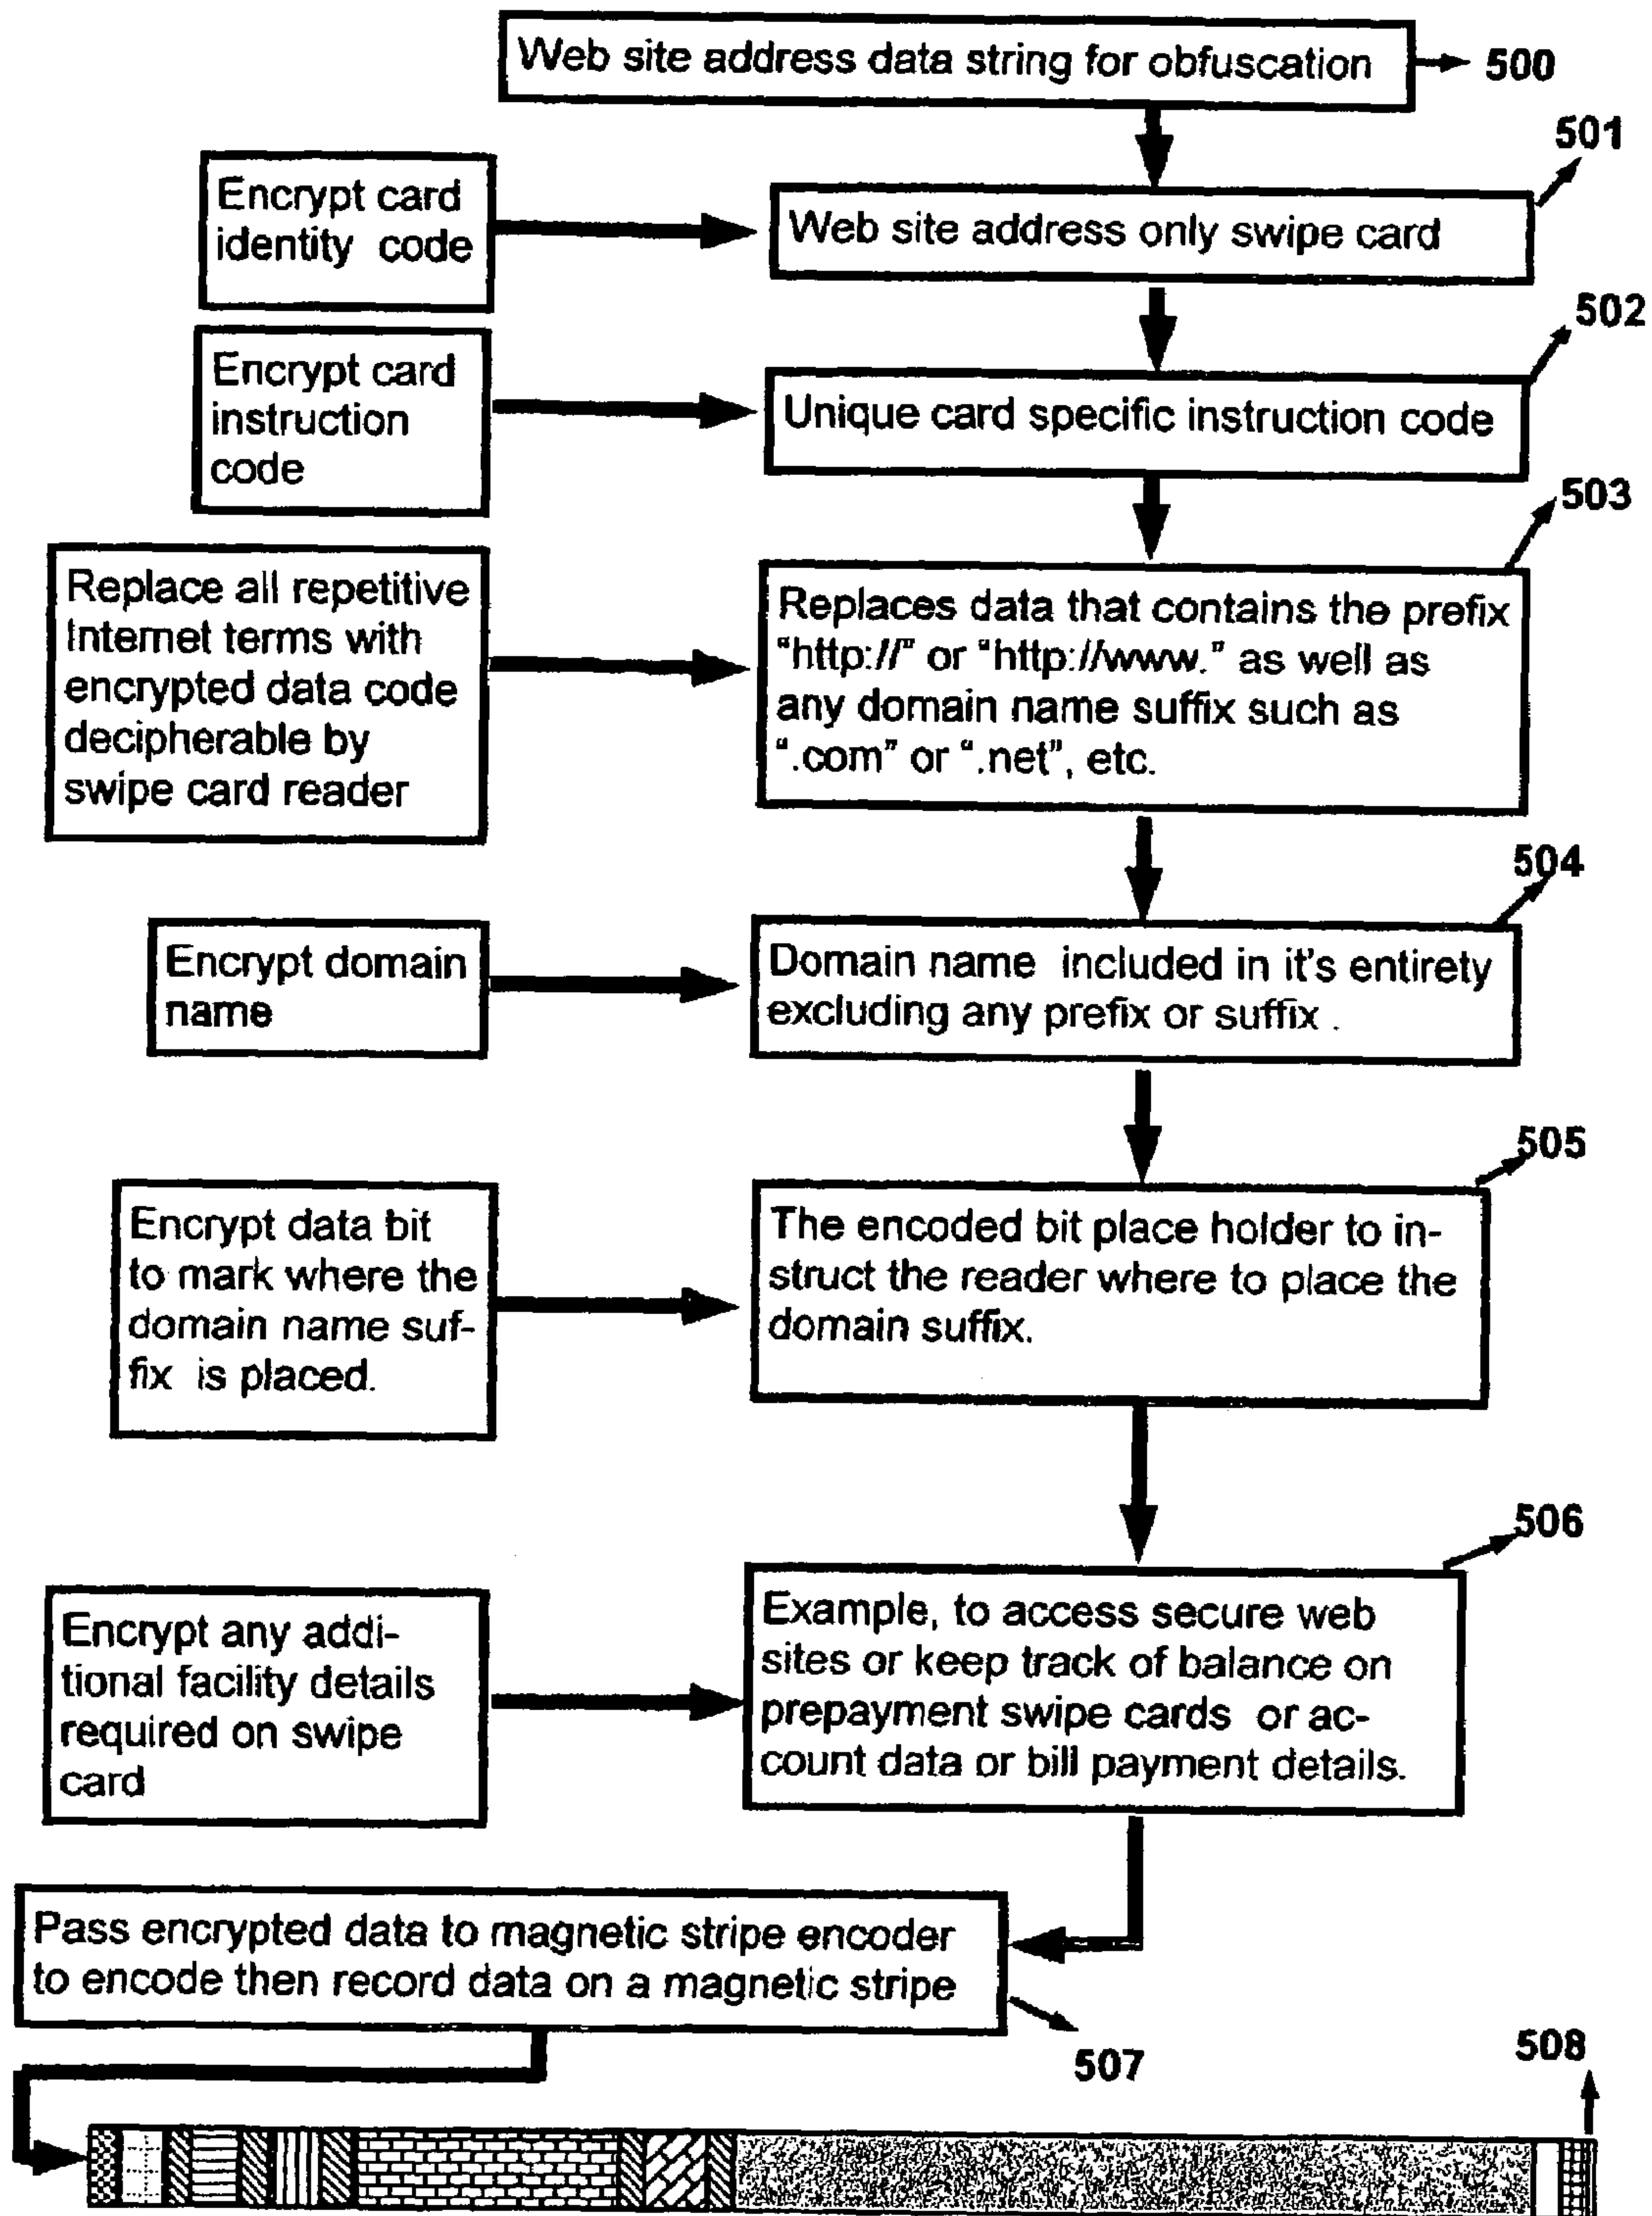 Web site address data string for obfuscation
500
501
Encrypt card
identity code
Web site address only swipe card
502
Encrypt card
instruction
code
Unique card specific instruction code
503
Replace all repetitive
Internet terms with
encrypted data code
decipherable by
swipe card reader
Replaces data that contains the prefix
“http://” or “http://www.” as well as
any domain name suffix such as
“.com” or “.net”, etc.
504
Encrypt domain
name
Domain name included in it's entirety
excluding any prefix or suffix .
505
Encrypt data bit
to mark where the
domain name suf-
fix is placed.
The encoded bit place holder to in-
struct the reader where to place the
domain suffix.
506
Encrypt any addi-
tional facility details
required on swipe
card
Example, to access secure web
sites or keep track of balance on
prepayment swipe cards or ac-
count data or bill payment details.
Pass encrypted data to magnetic stripe encoder
to encode then record data on a magnetic stripe
507
508